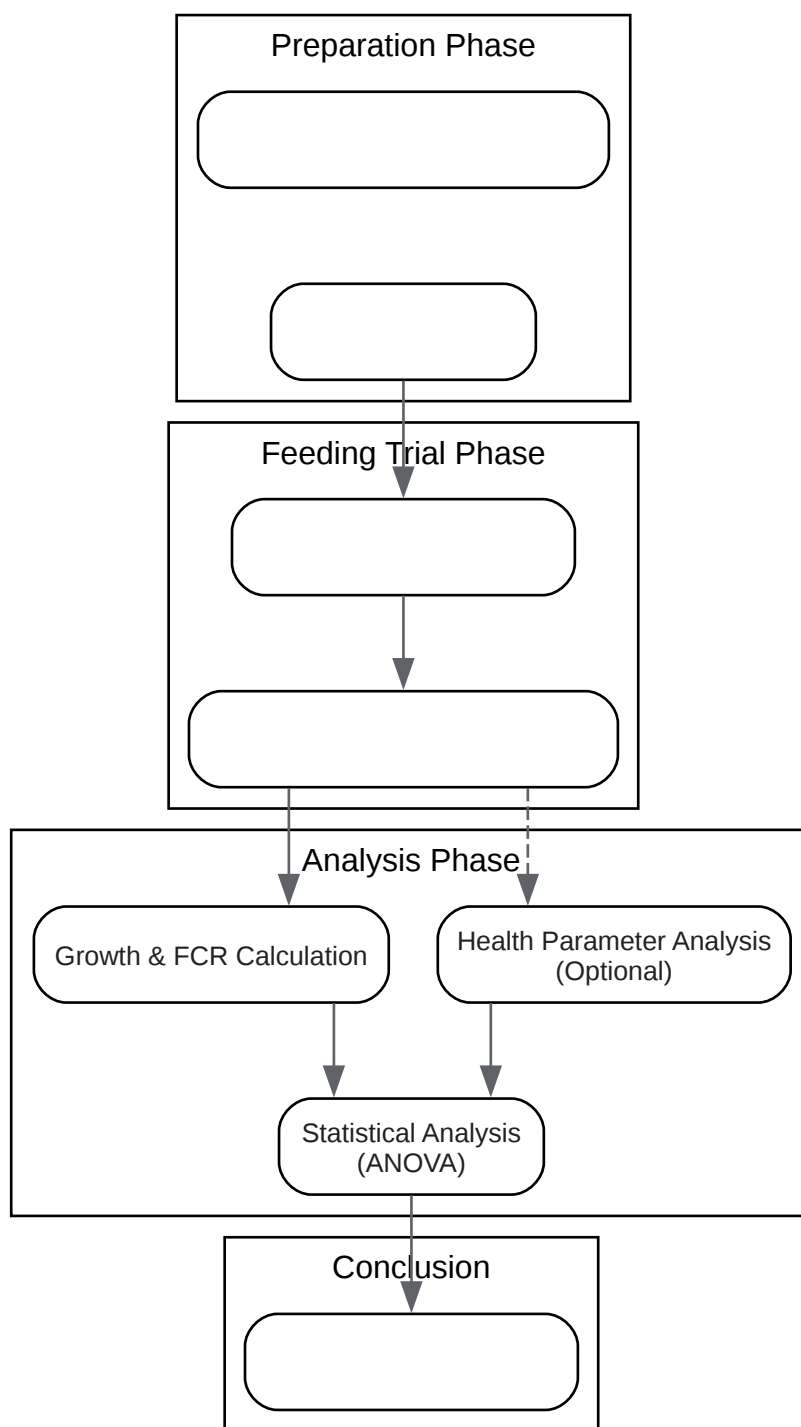 Preparation Phase
Feeding Trial Phase
Analysis Phase
Growth & FCR Calculation
Health Parameter Analysis
(Optional)
Statistical Analysis
(ANOVA)
Conclusion